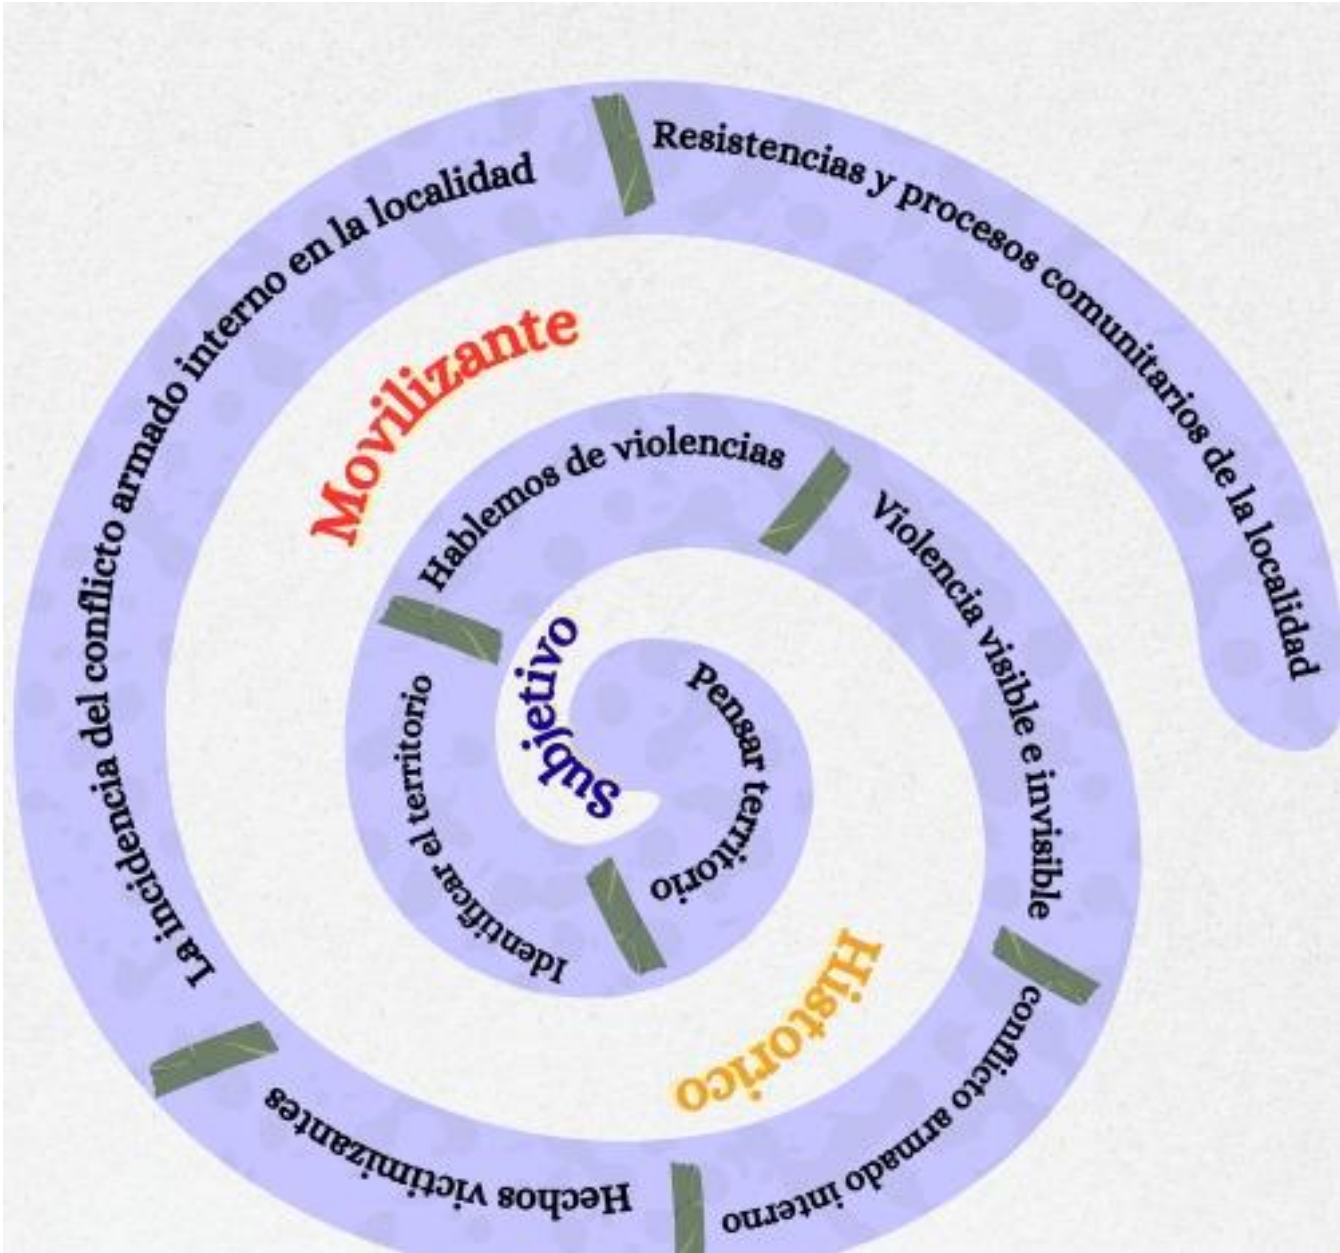 Pensar territorio
Identificar el territorio
Hablemos de violencias
Violencia visible e invisible
conflicto armado interno
Hechos victimizantes
La incidencia del conflicto armado interno en la localidad
Resistencias y procesos comunitarios de la localidad
Subjetivo
Historico
Movilizante